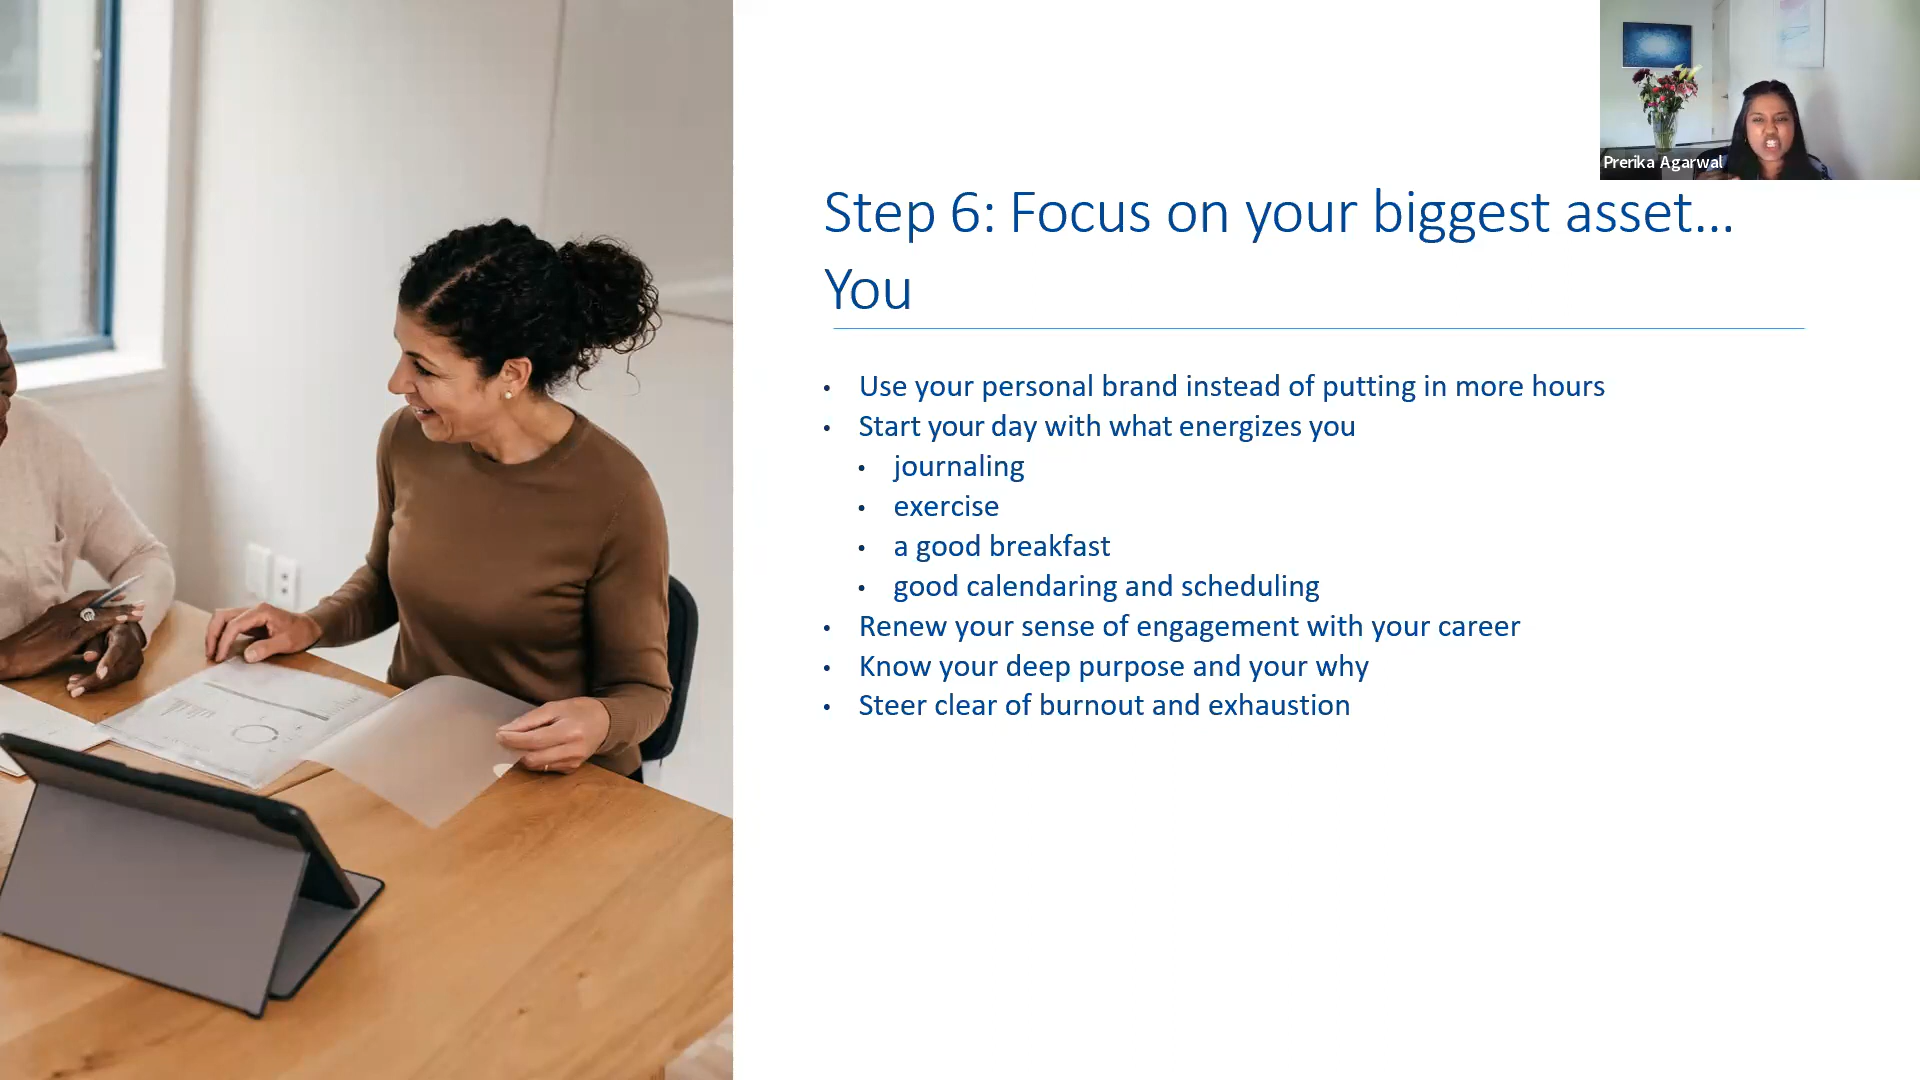 Prerika Agarwal
Step 6: Focus on your biggest asset...
You
• Use your personal brand instead of putting in more hours
• Start your day with what energizes you
• journaling
• exercise
• a good breakfast
• good calendaring and scheduling
• Renew your sense of engagement with your career
• Know your deep purpose and your why
• Steer clear of burnout and exhaustion